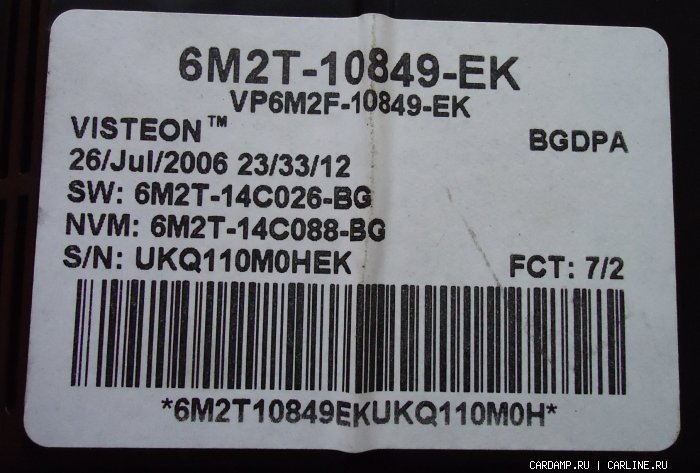 6M2T-10849-EK
VP6M2F-10849-EK
VISTEON™ BGDPA
26/Jul/2006 23/33/12
SW: 6M2T-14C026-BG
NVM: 6M2T-14C088-BG
S/N: UKQ110M0HEK FCT: 7/2
*6M2T10849EKUKQ110M0H*
CARDAMP.RU | CARLINE.RU